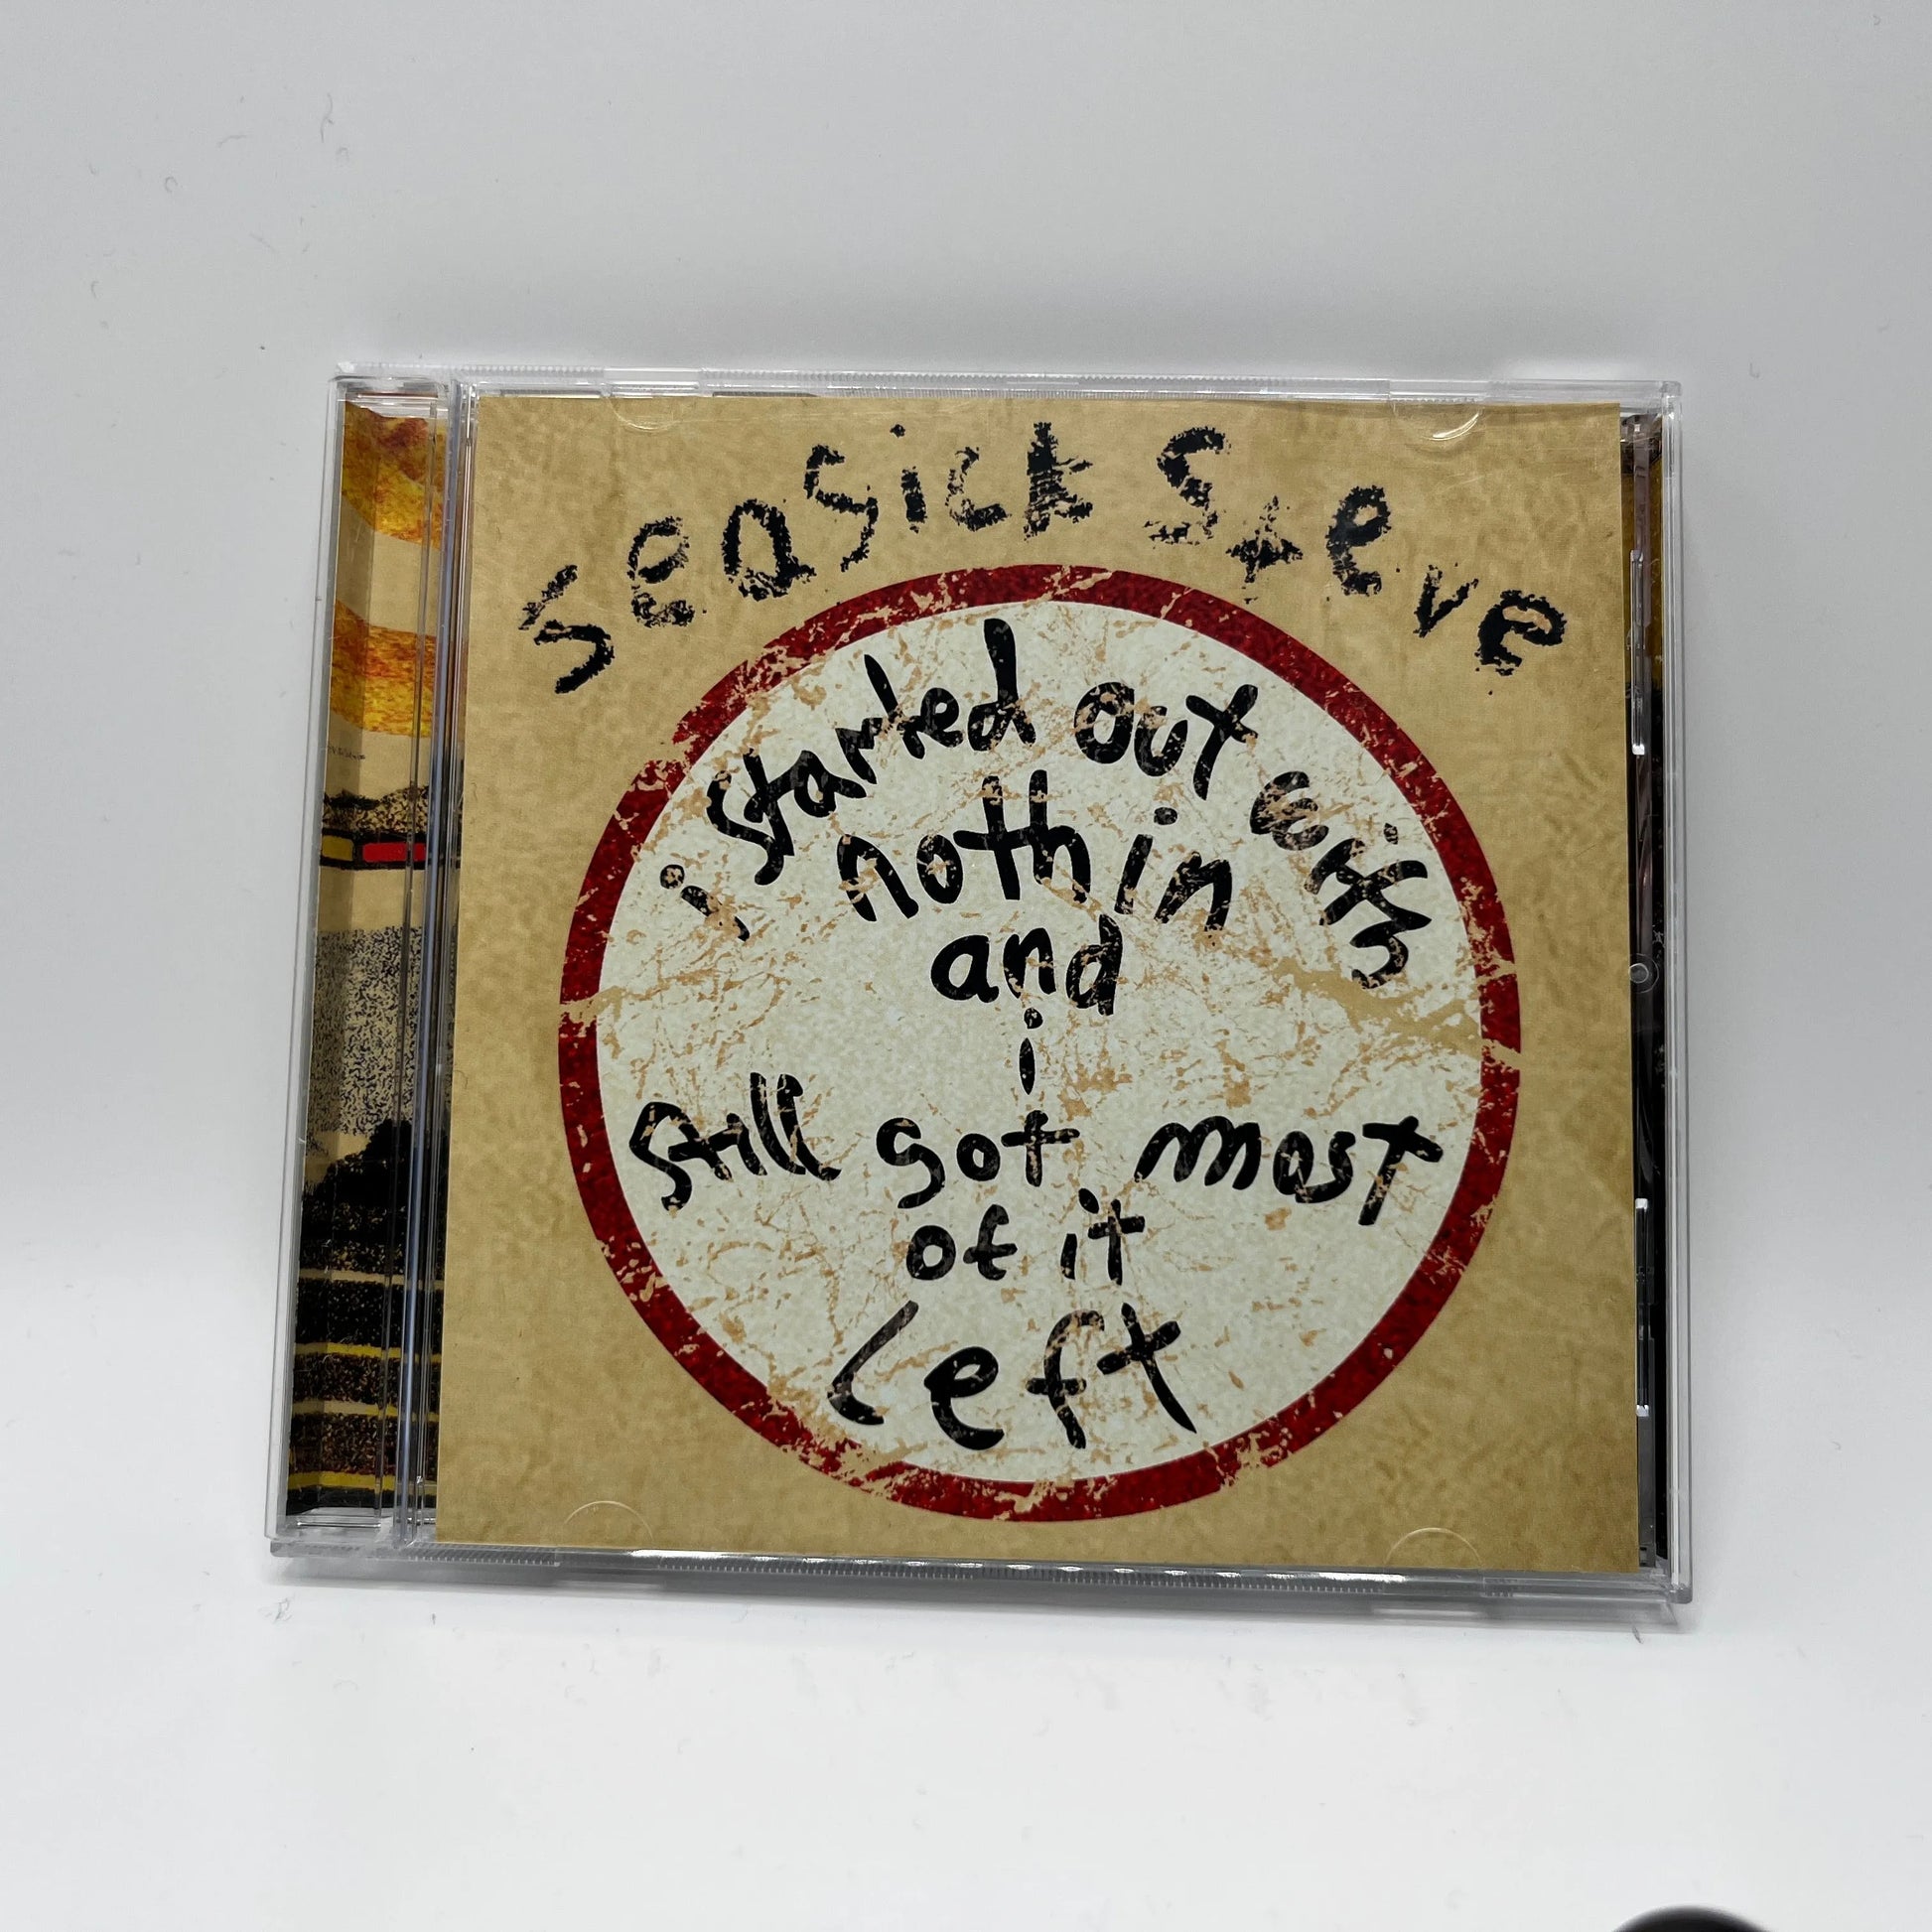 Seasick Steve
i started out with
nothin
and
i
still got most
of it
Left